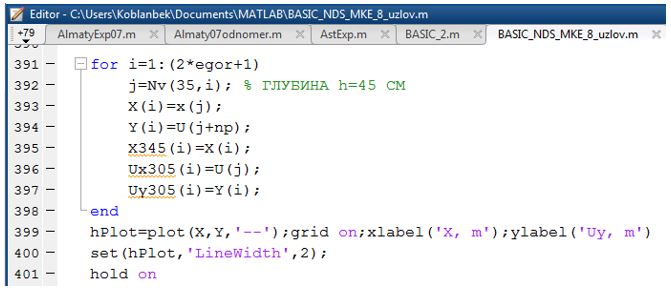 Editor - C:\Users\Koblanbek\Documents\MATLAB\BASIC_NDS_MKE_8_uzlov.m
+79 AlmatyExp07.m × Almaty07odnomer.m × AstExp.m × BASIC_2.m × BASIC_NDS_MKE_8_uzlov.m ×
391 - for i=1:(2*egor+1)
392 - j=Nv(35,i); % ГЛУБИНА h=45 СМ
393 - X(i)=x(j);
394 - Y(i)=U(j+np);
395 - X345(i)=X(i);
396 - Ux305(i)=U(j);
397 - Uy305(i)=Y(i);
398 - end
399 - hPlot=plot(X,Y,'--');grid on;xlabel('X, m');ylabel('Uy, m')
400 - set(hPlot,'LineWidth',2);
401 - hold on